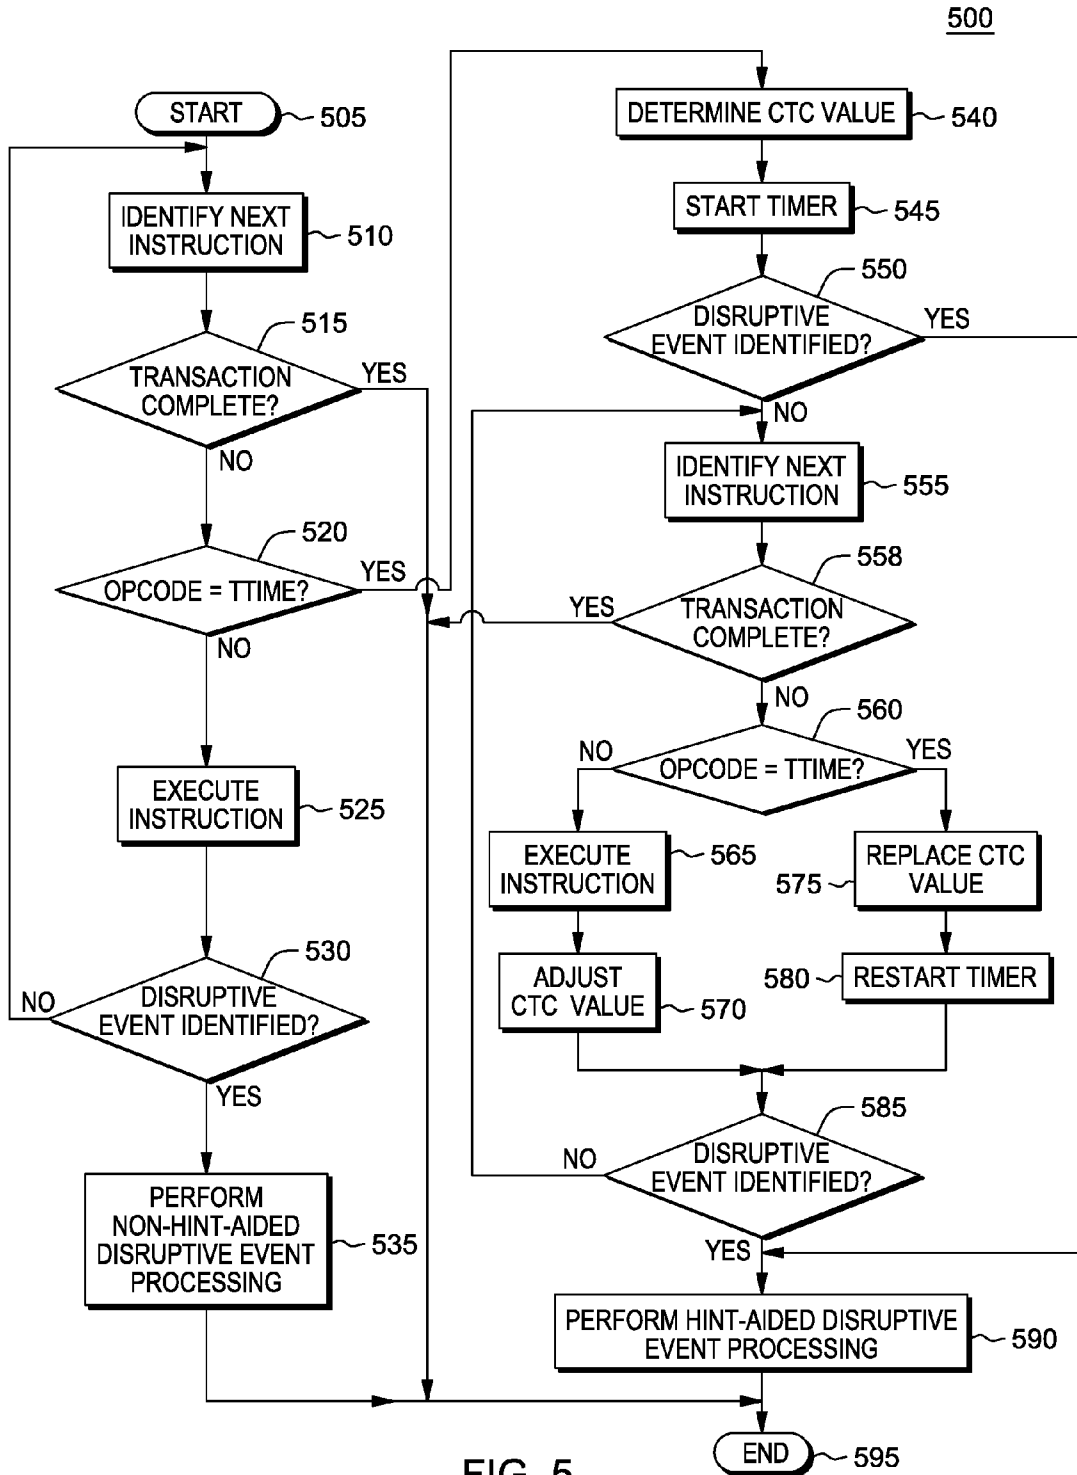 500
START
505
IDENTIFY NEXT
INSTRUCTION
510
515
TRANSACTION
COMPLETE?
YES
NO
520
OPCODE = TTIME?
YES
NO
EXECUTE
INSTRUCTION
525
530
NO
DISRUPTIVE
EVENT IDENTIFIED?
YES
PERFORM
NON-HINT-AIDED
DISRUPTIVE EVENT
PROCESSING
535
DETERMINE CTC VALUE
540
START TIMER
545
550
DISRUPTIVE
EVENT IDENTIFIED?
YES
NO
IDENTIFY NEXT
INSTRUCTION
555
558
YES
TRANSACTION
COMPLETE?
NO
560
NO
OPCODE = TTIME?
YES
EXECUTE
INSTRUCTION
565
575
REPLACE CTC
VALUE
ADJUST
CTC VALUE
570
580
RESTART TIMER
585
NO
DISRUPTIVE
EVENT IDENTIFIED?
YES
PERFORM HINT-AIDED DISRUPTIVE
EVENT PROCESSING
590
END
595
FIG. 5